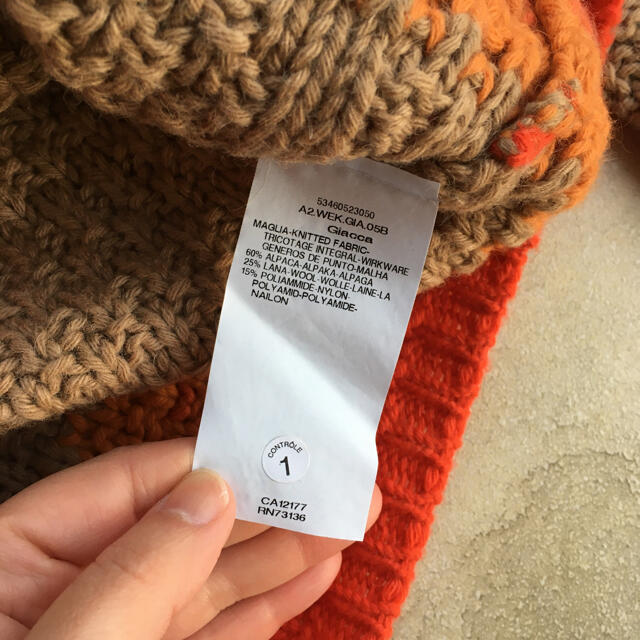 53460523050
A2.WEK.GIA.05B
Giacca
MAGLIA-KNITTED FABRIC-
TRICOTAGE INTEGRAL-WIRKWARE
GENEROS DE PUNTO-MALHA
60% ALPACA-ALPAKA-ALPAGA
25% LANA-WOOL-WOLLE-LAINE-LA
15% POLIAMMIDE-NYLON-
POLYAMID-POLYAMIDE-
NAILON
CONTRÔLE
1
CA12177
RN73136